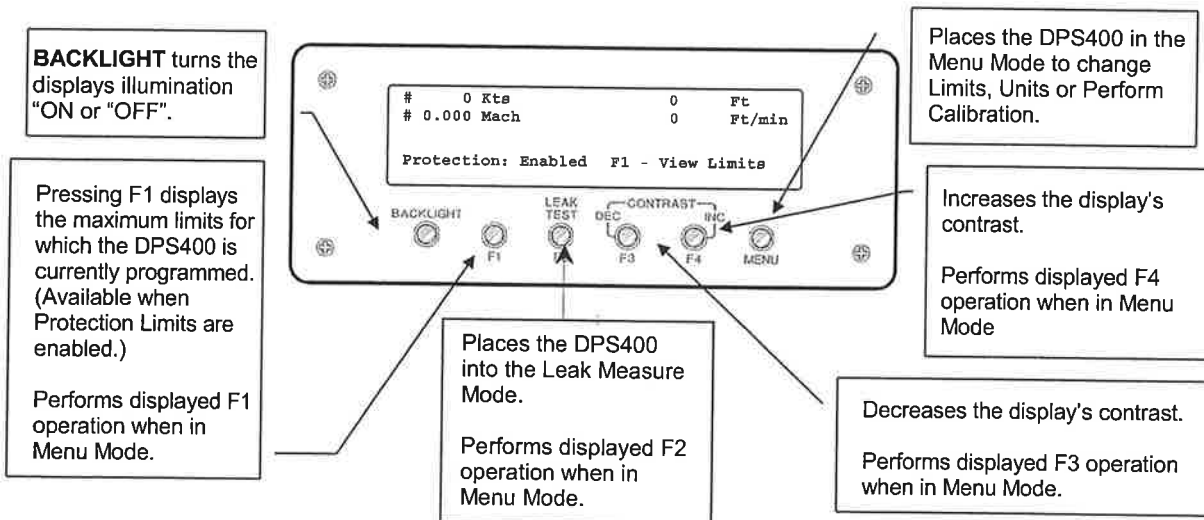 BACKLIGHT turns the
displays illumination
"ON or "OFF".
Pressing F1 displays
the maximum limits for
which the DPS400 is
currently programmed.
(Available when
Protection Limits are
enabled.)
Performs displayed F1
operation when in
Menu Mode.
# 0 Kts 0 Ft
# 0.000 Mach 0 Ft/min
Protection: Enabled F1 - View Limits
BACKLIGHT
F1
LEAK
TEST
CONTRAST
DEC
INC
F3
F4
MENU
Places the DPS400
into the Leak Measure
Mode.
Performs displayed F2
operation when in
Menu Mode.
Places the DPS400 in the
Menu Mode to change
Limits, Units or Perform
Calibration.
Increases the display's
contrast.
Performs displayed F4
operation when in Menu
Mode
Decreases the display's contrast.
Performs displayed F3 operation
when in Menu Mode.